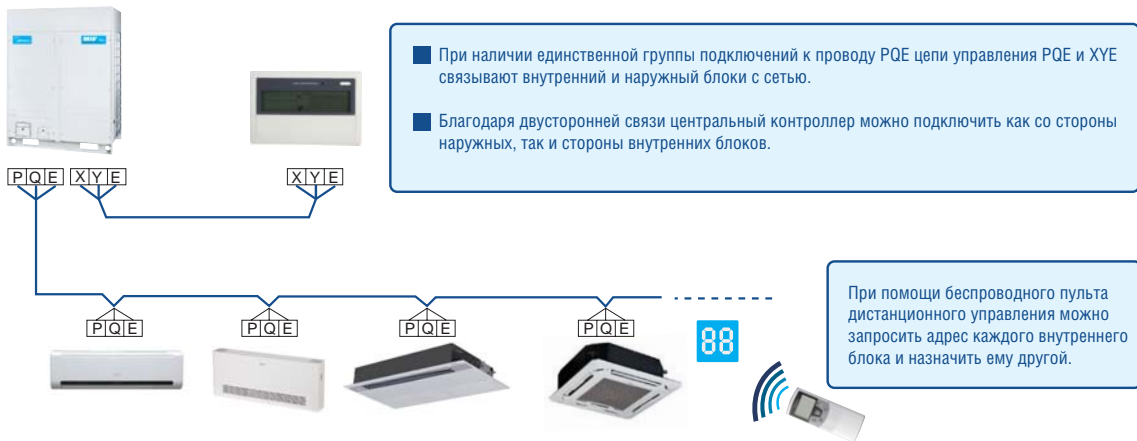 При наличии единственной группы подключений к проводу PQE цепи управления PQE и XYE
связывают внутренний и наружный блоки с сетью.
Благодаря двусторонней связи центральный контроллер можно подключить как со стороны
наружных, так и стороны внутренних блоков.
P Q E X Y E X Y E
P Q E P Q E P Q E P Q E
88
При помощи беспроводного пульта
дистанционного управления можно
запросить адрес каждого внутреннего
блока и назначить ему другой.